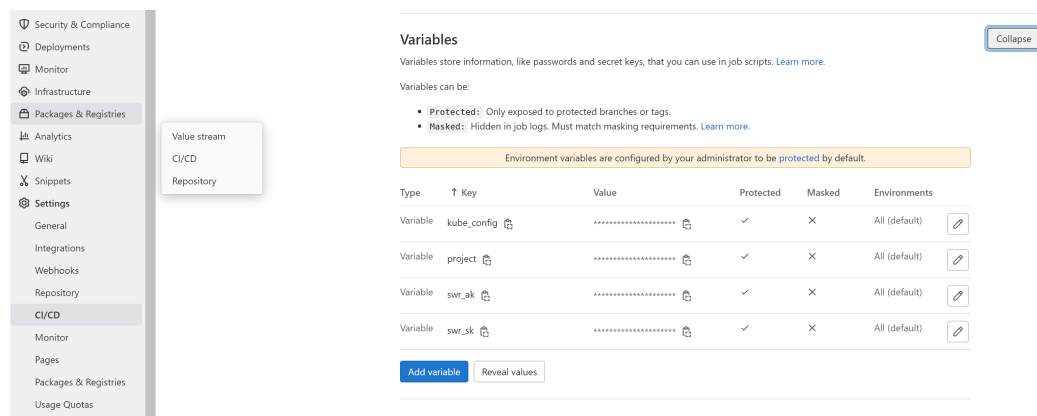 Security & Compliance
Deployments
Monitor
Infrastructure
Packages & Registries
Analytics
Wiki
Snippets
Settings
General
Integrations
Webhooks
Repository
CI/CD
Monitor
Pages
Packages & Registries
Usage Quotas
Value stream
CI/CD
Repository
Variables
Collapse
Variables store information, like passwords and secret keys, that you can use in job scripts. Learn more.
Variables can be:
• Protected: Only exposed to protected branches or tags.
• Masked: Hidden in job logs. Must match masking requirements. Learn more.
Environment variables are configured by your administrator to be protected by default.
Type ↑ Key Value Protected Masked Environments
Variable kube_config ******************** ✓ ✕ All (default)
Variable project ******************** ✓ ✕ All (default)
Variable swr_ak ******************** ✓ ✕ All (default)
Variable swr_sk ******************** ✓ ✕ All (default)
Add variable Reveal values